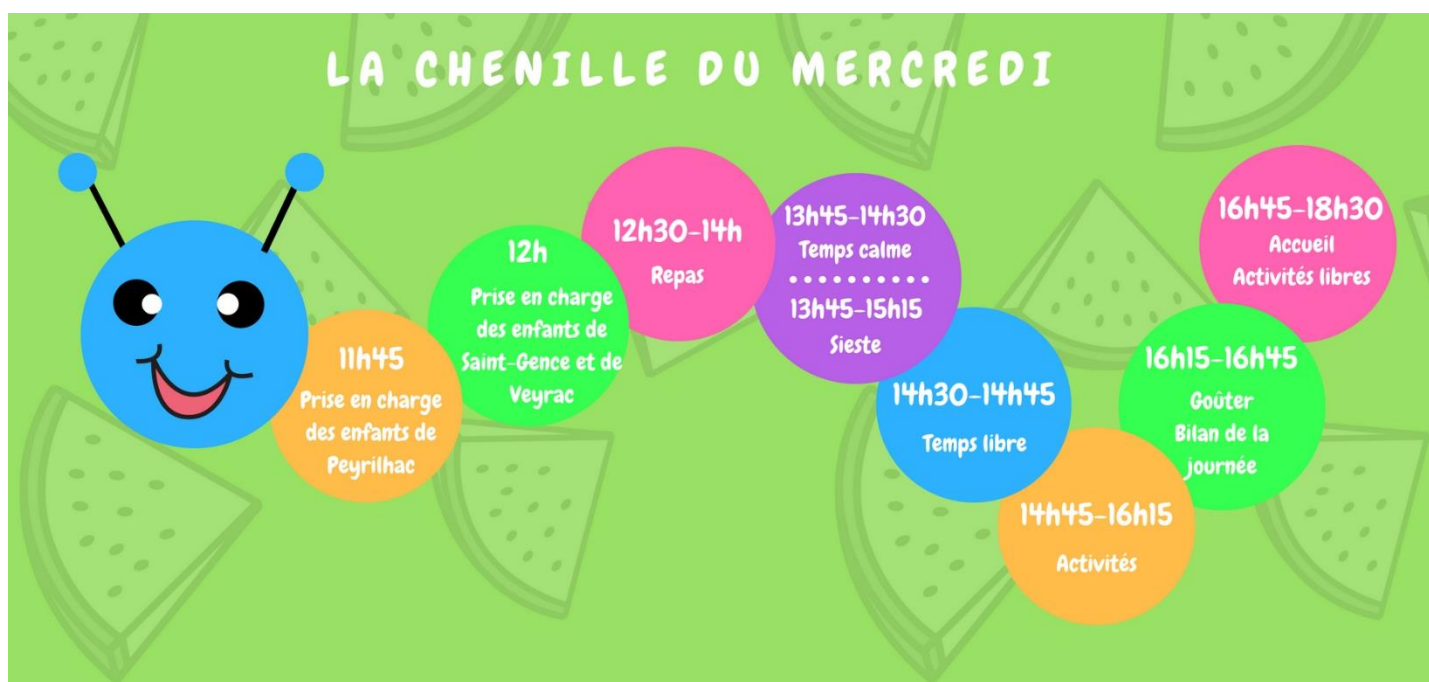 LA CHENILLE DU MERCREDI
11h45
Prise en charge
des enfants de
Peyrilhac
12h
Prise en charge
des enfants de
Saint-Gence et de
Veyrac
12h30-14h
Repas
13h45-14h30
Temps calme
13h45-15h15
Sieste
14h30-14h45
Temps libre
14h45-16h15
Activités
16h15-16h45
Goûter
Bilan de la
journée
16h45-18h30
Accueil
Activités libres